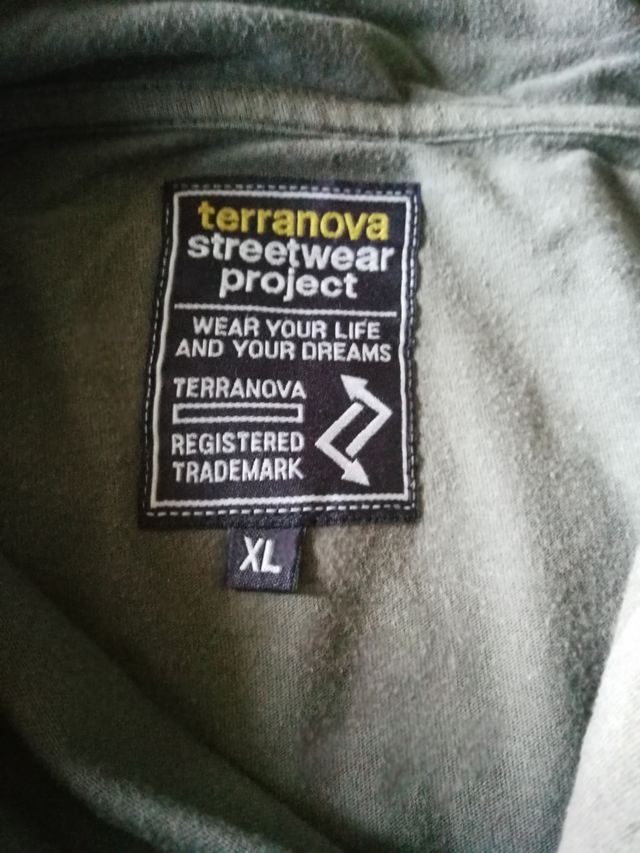 terranova
streetwear
project
WEAR YOUR LIFE
AND YOUR DREAMS
TERRANOVA
REGISTERED
TRADEMARK
XL